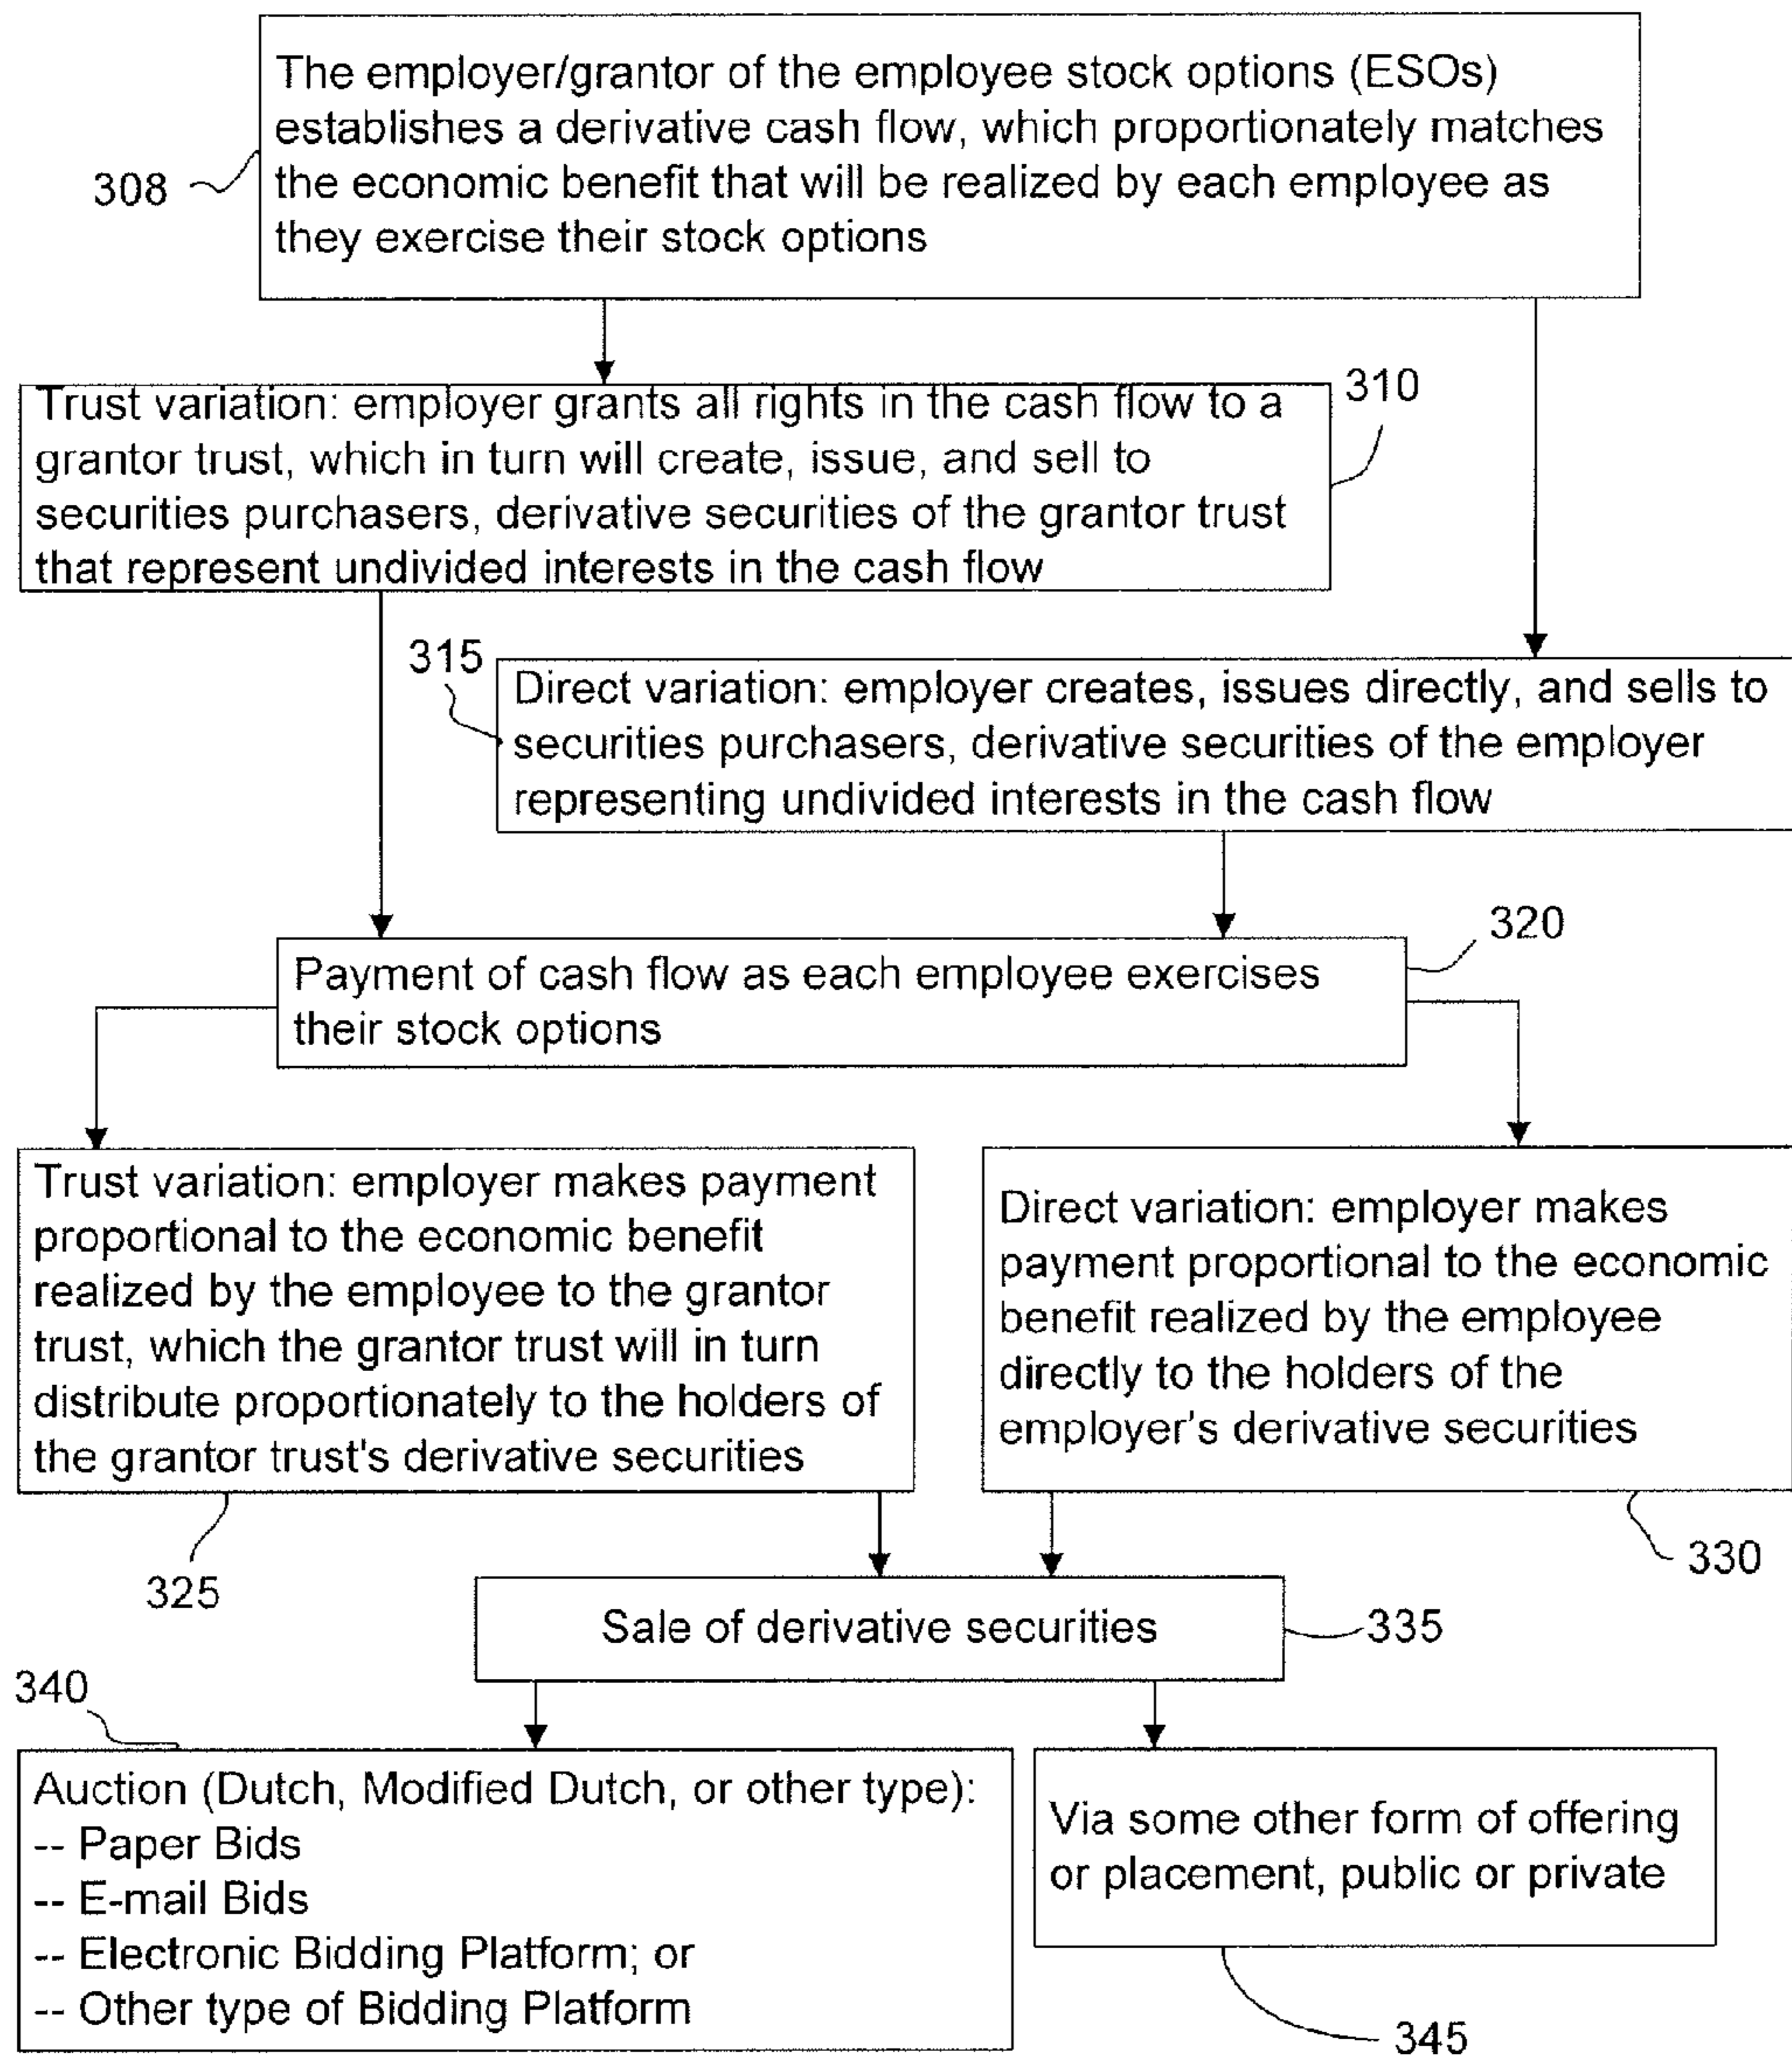 The employer/grantor of the employee stock options (ESOs)
establishes a derivative cash flow, which proportionately matches
the economic benefit that will be realized by each employee as
they exercise their stock options
308
Trust variation: employer grants all rights in the cash flow to a
grantor trust, which in turn will create, issue, and sell to
securities purchasers, derivative securities of the grantor trust
that represent undivided interests in the cash flow
310
315
Direct variation: employer creates, issues directly, and sells to
securities purchasers, derivative securities of the employer
representing undivided interests in the cash flow
320
Payment of cash flow as each employee exercises
their stock options
Trust variation: employer makes payment
proportional to the economic benefit
realized by the employee to the grantor
trust, which the grantor trust will in turn
distribute proportionately to the holders of
the grantor trust's derivative securities
325
Direct variation: employer makes
payment proportional to the economic
benefit realized by the employee
directly to the holders of the
employer's derivative securities
330
Sale of derivative securities
335
340
Auction (Dutch, Modified Dutch, or other type):
-- Paper Bids
-- E-mail Bids
-- Electronic Bidding Platform; or
-- Other type of Bidding Platform
Via some other form of offering
or placement, public or private
345